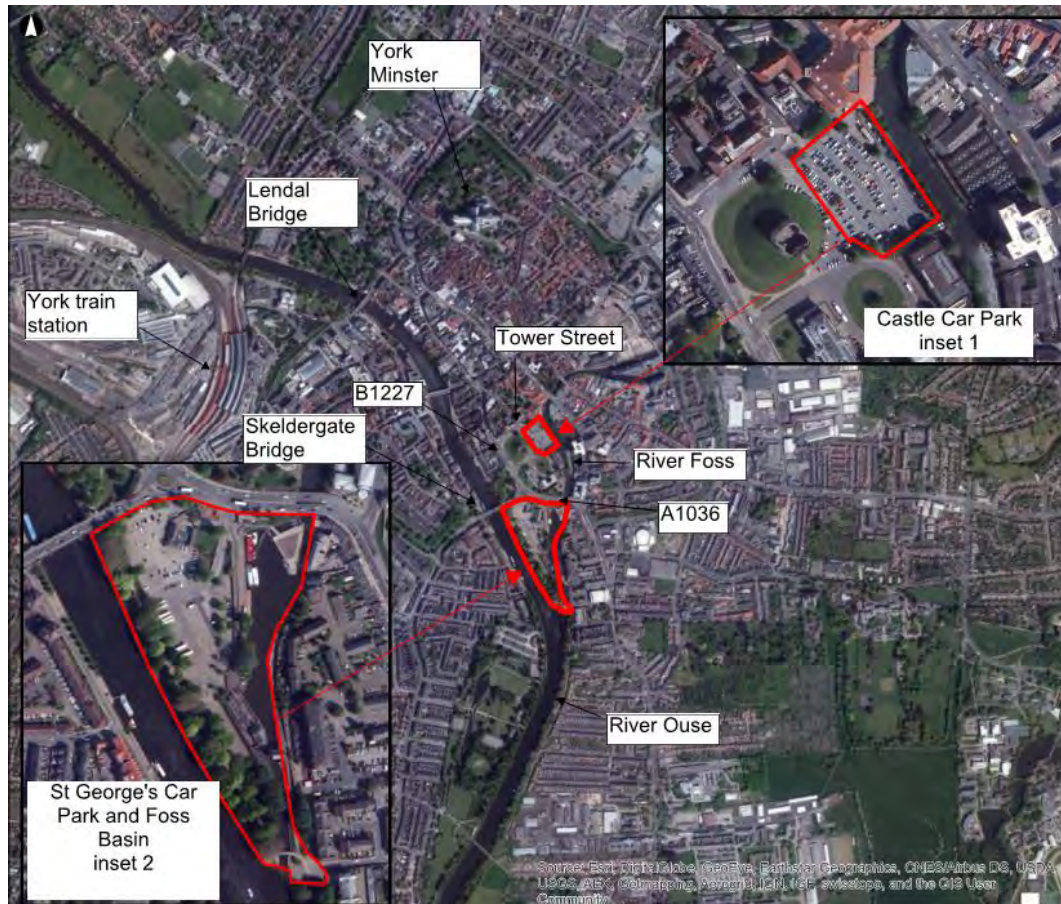 York
Minster
Lendal
Bridge
York train
station
Tower Street
B1227
Skeldergate
Bridge
River Foss
A1036
River Ouse
Castle Car Park
inset 1
St George's Car
Park and Foss
Basin
inset 2
Source: Esri, DigitalGlobe, GeoEye, Earthstar Geographics, CNES/Airbus DS, USDA
USGS, AEX, Getmapping, Aerogrid, IGN, IGP, swisstopo, and the GIS User
Community